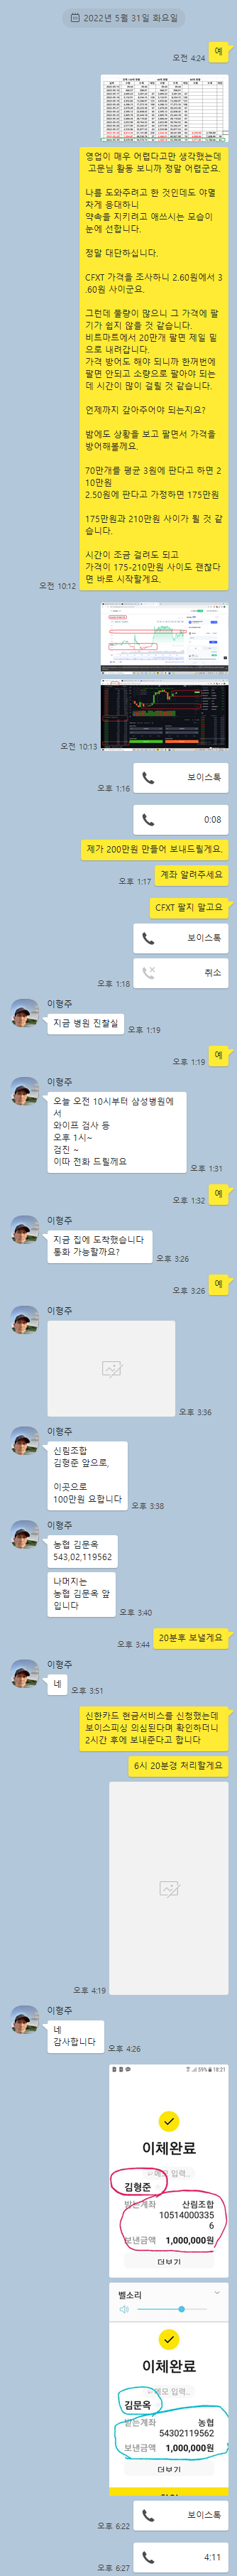 2022년 5월 31일 화요일
예
오전 4:24
영업이 매우 어렵다고만 생각했는데
고문님 활동 보니까 정말 어렵군요.
나를 도와주려고 한 것인데도 야멸
차게 응대하니
약속을 지키려고 애쓰시는 모습이
눈에 선합니다.
정말 대단하십니다.
CFXT 가격을 조사하니 2.60원에서 3
.60원 사이군요.
그런데 물량이 많으니 그 가격에 팔
기가 쉽지 않을 것 같습니다.
비트마트에서 20만개 팔면 제일 밑
으로 내려갑니다.
가격 방어도 해야 되니까 한꺼번에
팔면 안되고 소량으로 팔아야 되는
데 시간이 많이 걸릴 것 같습니다.
언제까지 갚아주어야 되는지요?
밤에도 상황을 보고 팔면서 가격을
방어해볼께요.
70만개를 평균 3원에 판다고 하면 2
10만원
2.50원에 판다고 가정하면 175만원
175만원과 210만원 사이가 될 것 같
습니다.
시간이 조금 걸려도 되고
가격이 175-210만원 사이도 괜찮다
면 바로 시작할게요.
오전 10:12
오전 10:13
보이스톡
오후 1:16
0:08
제가 200만원 만들어 보내드릴게요.
계좌 알려주세요
오후 1:17
CFXT 팔지 말고요
보이스톡
취소
오후 1:18
이형주
지금 병원 진찰실
오후 1:19
예
오후 1:19
이형주
오늘 오전 10시부터 삼성병원에
서
와이프 검사 등
오후 1시~
검진 ~
이따 전화 드릴께요
오후 1:31
예
오후 1:32
이형주
지금 집에 도착했습니다
통화 가능할까요?
오후 3:26
예
오후 3:26
이형주
오후 3:36
이형주
신림조합
김형준 앞으로,
이곳으로
100만원 요합니다
오후 3:38
이형주
농협 김문옥
543,02,119562
나머지는
농협 김문옥 앞
입니다
오후 3:40
20분후 보낼게요
오후 3:44
이형주
네
오후 3:51
신한카드 현금서비스를 신청했는데
보이스피싱 의심된다며 확인하더니
2시간 후에 보내준다고 합니다
6시 20분경 처리할게요
오후 4:19
이형주
네
감사합니다
오후 4:26
59% 18:21
이체완료
메모 입력..
김형준
받는계좌 산림조합
10514000335
6
보낸금액 1,000,000원
더보기
벨소리
이체완료
메모 입력..
김문옥
받는계좌 농협
54302119562
보낸금액 1,000,000원
더보기
보이스톡
오후 6:22
4:11
오후 6:27